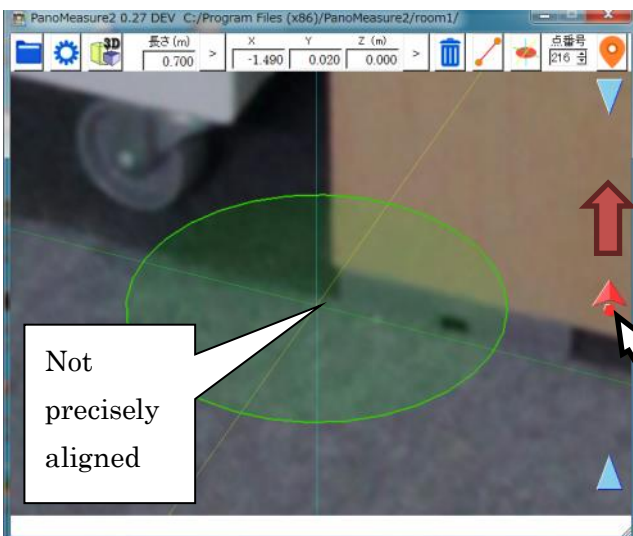 PanoMeasure2 0.27 DEV C:/Program Files (x86)/PanoMeasure2/room1/
3D
長さ(m)
0.700
>
X Y Z (m)
-1.490 0.020 0.000
>
点番号
216
Not
precisely
aligned